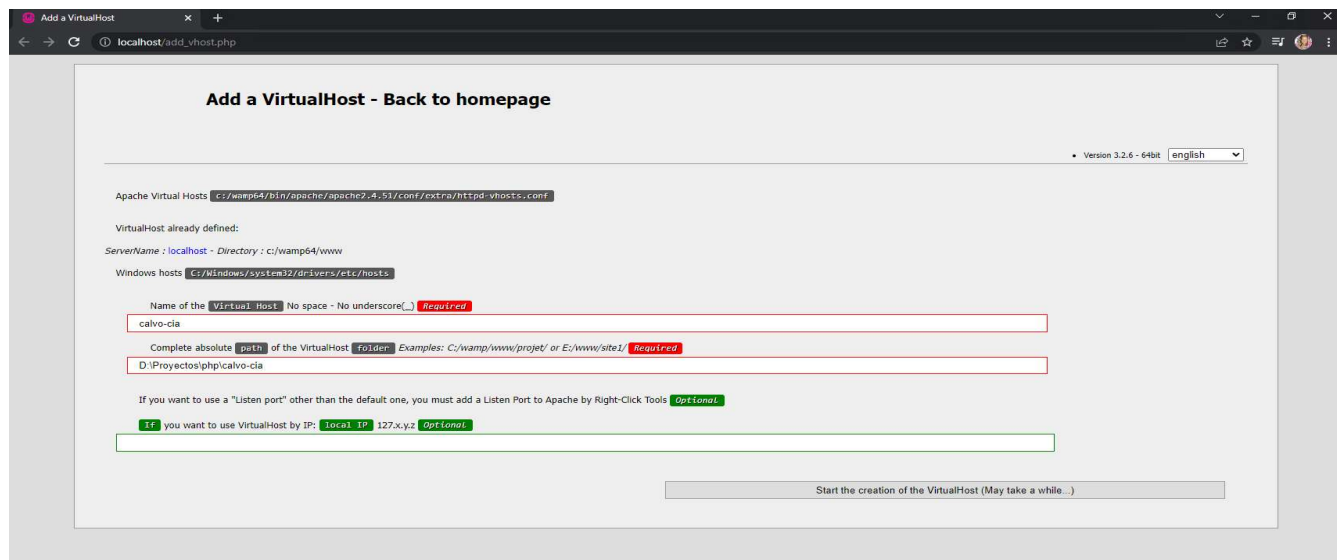 Add a VirtualHost
localhost/add_vhost.php
Add a VirtualHost - Back to homepage
Version 3.2.6 - 64bit english
Apache Virtual Hosts c:/wamp64/bin/apache/apache2.4.51/conf/extra/httpd-vhosts.conf
VirtualHost already defined:
ServerName : localhost - Directory : c:/wamp64/www
Windows hosts C:/Windows/system32/drivers/etc/hosts
Name of the Virtual Host No space - No underscore(_) Required
calvo-cia
Complete absolute path of the VirtualHost folder Examples: C:/wamp/www/projet/ or E:/www/site1/ Required
D:\Proyectos\php\calvo-cia
If you want to use a "Listen port" other than the default one, you must add a Listen Port to Apache by Right-Click Tools Optional
If you want to use VirtualHost by IP: local IP 127.x.y.z Optional
Start the creation of the VirtualHost (May take a while...)